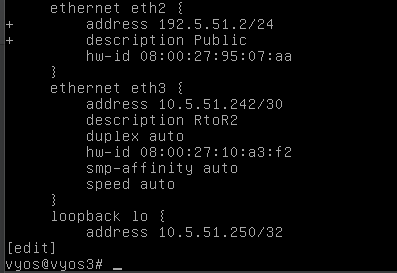 ethernet eth2 {
+        address 192.5.51.2/24
+        description Public
         hw-id 08:00:27:95:07:aa
     }
     ethernet eth3 {
         address 10.5.51.242/30
         description RtoR2
         duplex auto
         hw-id 08:00:27:10:a3:f2
         smp-affinity auto
         speed auto
     }
     loopback lo {
         address 10.5.51.250/32
[edit]
vyos@vyos3# _